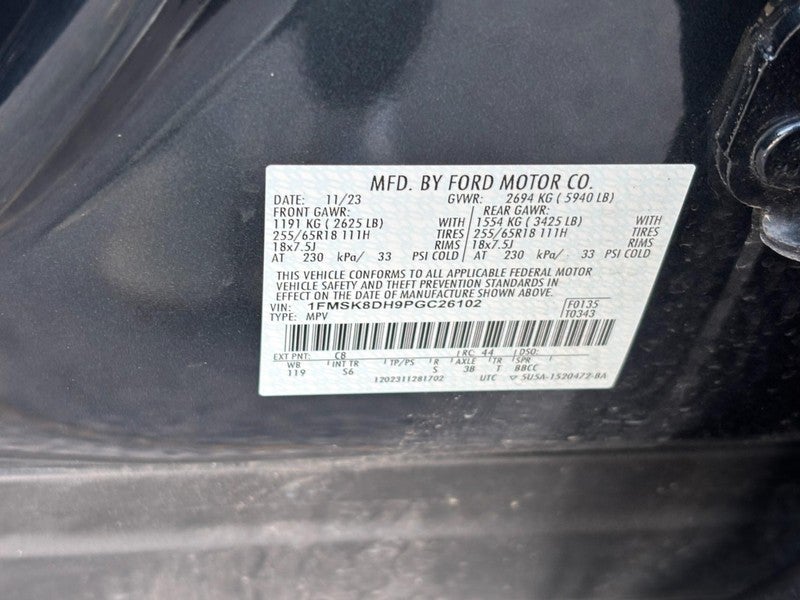 MFD. BY FORD MOTOR CO.
DATE: 11/23 GVWR: 2694 KG ( 5940 LB)
FRONT GAWR: REAR GAWR:
1191 KG ( 2625 LB) WITH 1554 KG ( 3425 LB) WITH
255/65R18 111H TIRES 255/65R18 111H TIRES
18x7.5J RIMS 18x7.5J RIMS
AT 230 kPa/ 33 PSI COLD AT 230 kPa/ 33 PSI COLD
THIS VEHICLE CONFORMS TO ALL APPLICABLE FEDERAL MOTOR
VEHICLE SAFETY AND THEFT PREVENTION STANDARDS IN
EFFECT ON THE DATE OF MANUFACTURE SHOWN ABOVE.
VIN: 1FMSK8DH9PGC26102 F0135
TYPE: MPV T0343
EXT PNT: C8 RC: 44 DSO:
WB INT TR TP/PS R AXLE TR SPR
119 S6 S 38 T BBCC
1202311281702 UTC 5U5A-1520472-BA